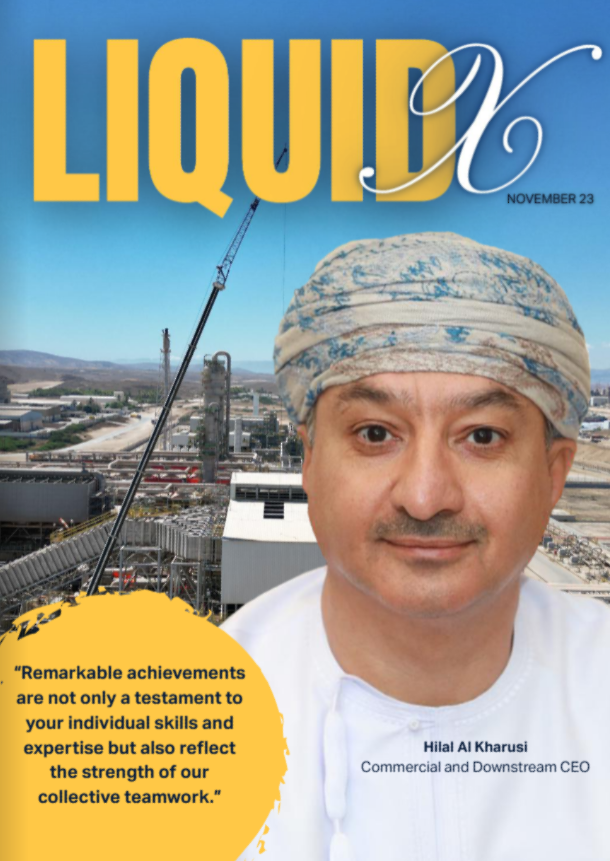 LIQUIDX
NOVEMBER 23
“Remarkable achievements
are not only a testament to
your individual skills and
expertise but also reflect
the strength of our
collective teamwork.”
Hilal Al Kharusi
Commercial and Downstream CEO